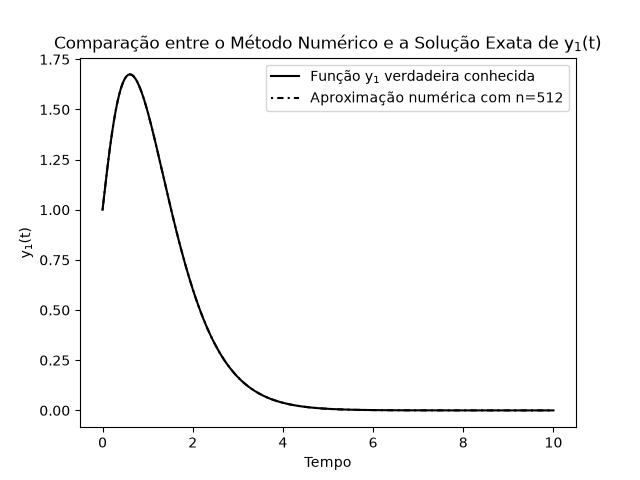 Comparação entre o Método Numérico e a Solução Exata de y₁(t)
Função y₁ verdadeira conhecida
Aproximação numérica com n=512
y₁(t)
1.75
1.50
1.25
1.00
0.75
0.50
0.25
0.00
0 2 4 6 8 10
Tempo